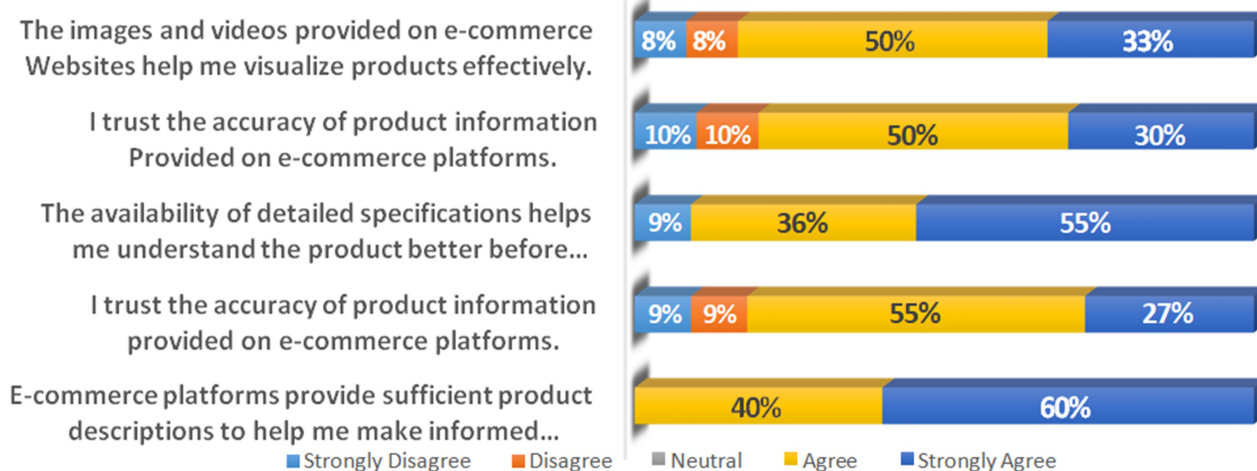 The images and videos provided on e-commerce
Websites help me visualize products effectively.
8% 8% 50% 33%
I trust the accuracy of product information
Provided on e-commerce platforms.
10% 10% 50% 30%
The availability of detailed specifications helps
me understand the product better before...
9% 36% 55%
I trust the accuracy of product information
provided on e-commerce platforms.
9% 9% 55% 27%
E-commerce platforms provide sufficient product
descriptions to help me make informed...
40% 60%
Strongly Disagree Disagree Neutral Agree Strongly Agree